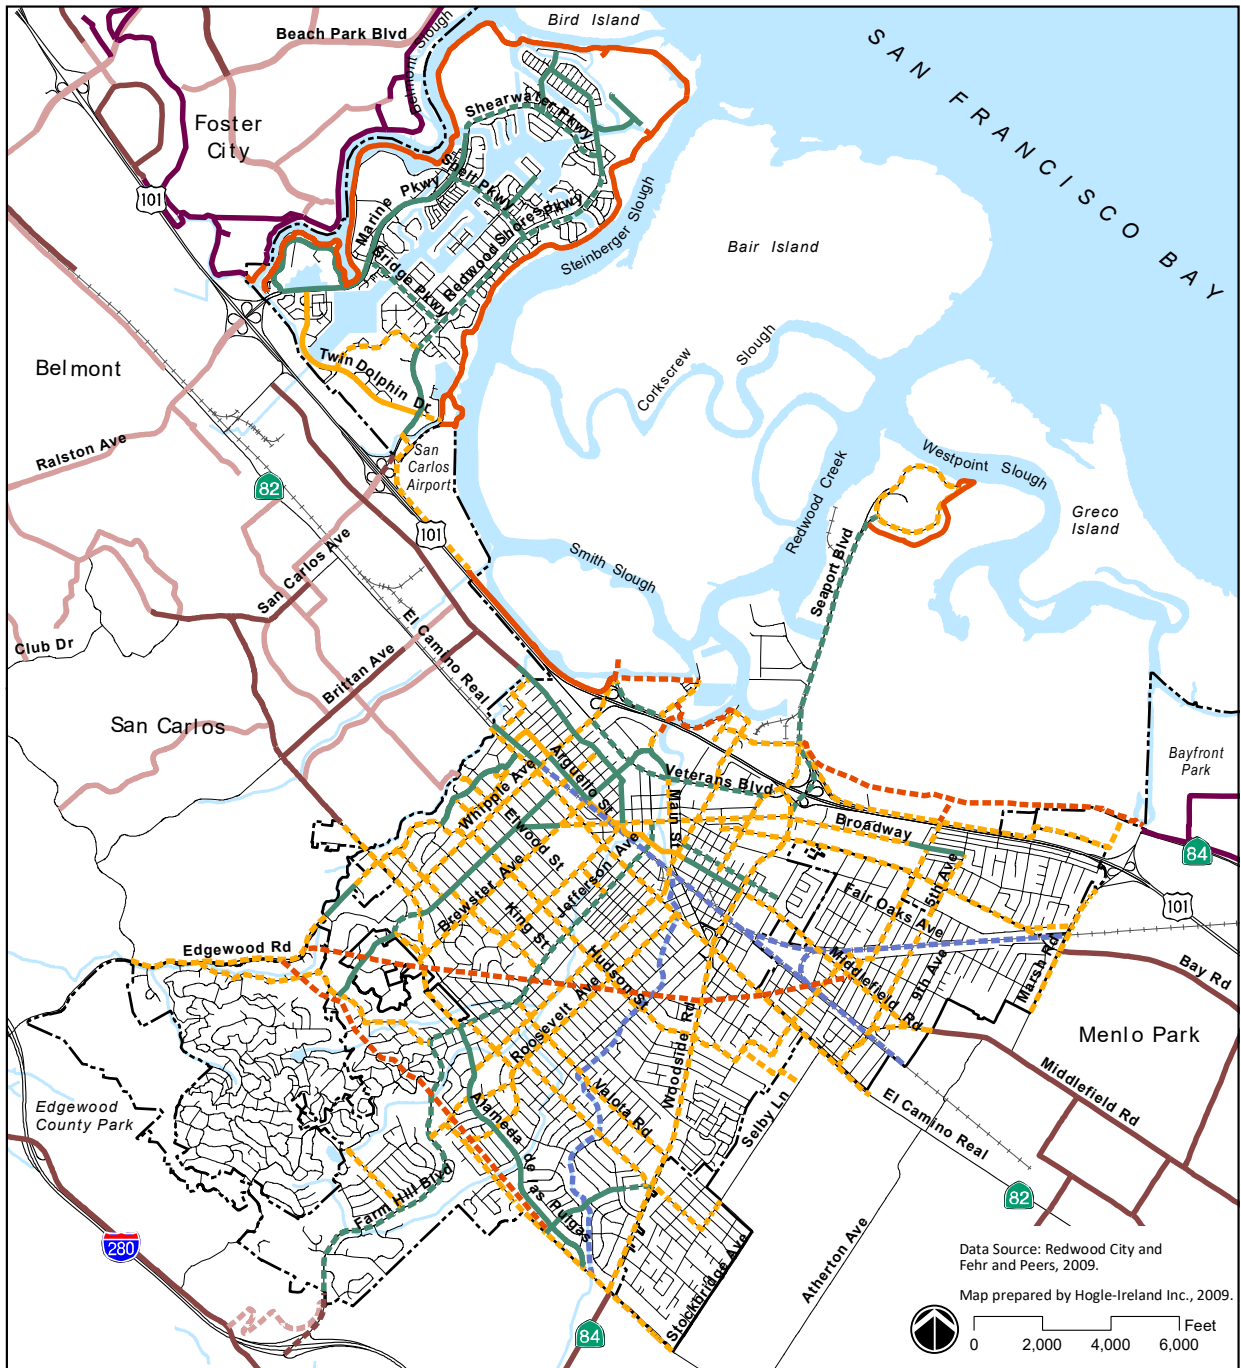 Bird Island
Beach Park Blvd
Belmont Slough
SAN FRANCISCO BAY
Foster
City
Shearwater Pkwy
Shell Pkwy
Marine Pkwy
Redwood Shores Pkwy
Bridge Pkwy
Steinberger Slough
Bair Island
101
Belmont
Twin Dolphin Dr
Corkscrew Slough
Ralston Ave
San
Carlos
Airport
82
101
Redwood Creek
Westpoint Slough
Greco
Island
Seaport Blvd
Smith Slough
San Carlos Ave
Club Dr
El Camino Real
Brittan Ave
San Carlos
Bayfront
Park
Arguello St
Whipple Ave
Veterans Blvd
Main St
Broadway
84
Elwood St
Jefferson Ave
Brewster Ave
King St
5th Ave
Fair Oaks Ave
101
Edgewood Rd
Hudson St
Middlefield Rd
9th Ave
Marsh Rd
Bay Rd
Roosevelt Ave
Woodside Rd
Menlo Park
Middlefield Rd
Edgewood
County Park
Valota Rd
Alameda de las Pulgas
Selby Ln
El Camino Real
Farm Hill Blvd
82
280
Stockbridge Ave
Atherton Ave
84
Data Source: Redwood City and
Fehr and Peers, 2009.
Map prepared by Hogle-Ireland Inc., 2009.
Feet
0 2,000 4,000 6,000